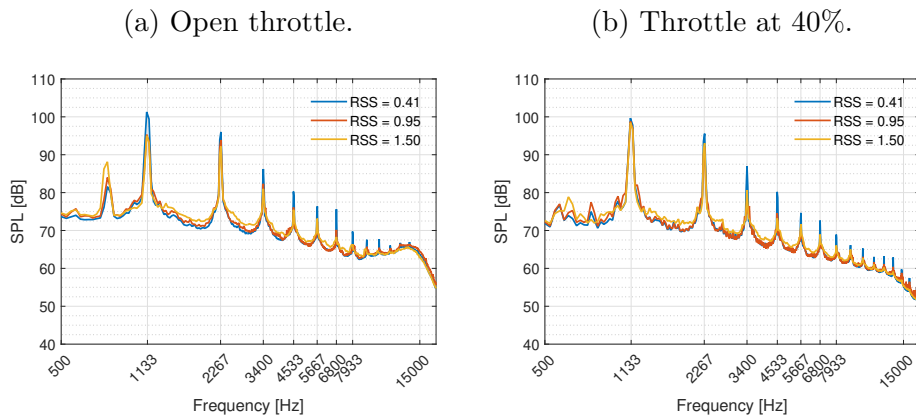 (a) Open throttle.
(b) Throttle at 40%.
110
100
90
80
70
60
50
40
SPL [dB]
RSS = 0.41
RSS = 0.95
RSS = 1.50
500
1133
2267
3400
4533
5667
6800
7933
15000
Frequency [Hz]
110
100
90
80
70
60
50
40
SPL [dB]
RSS = 0.41
RSS = 0.95
RSS = 1.50
500
1133
2267
3400
4533
5667
6800
7933
15000
Frequency [Hz]